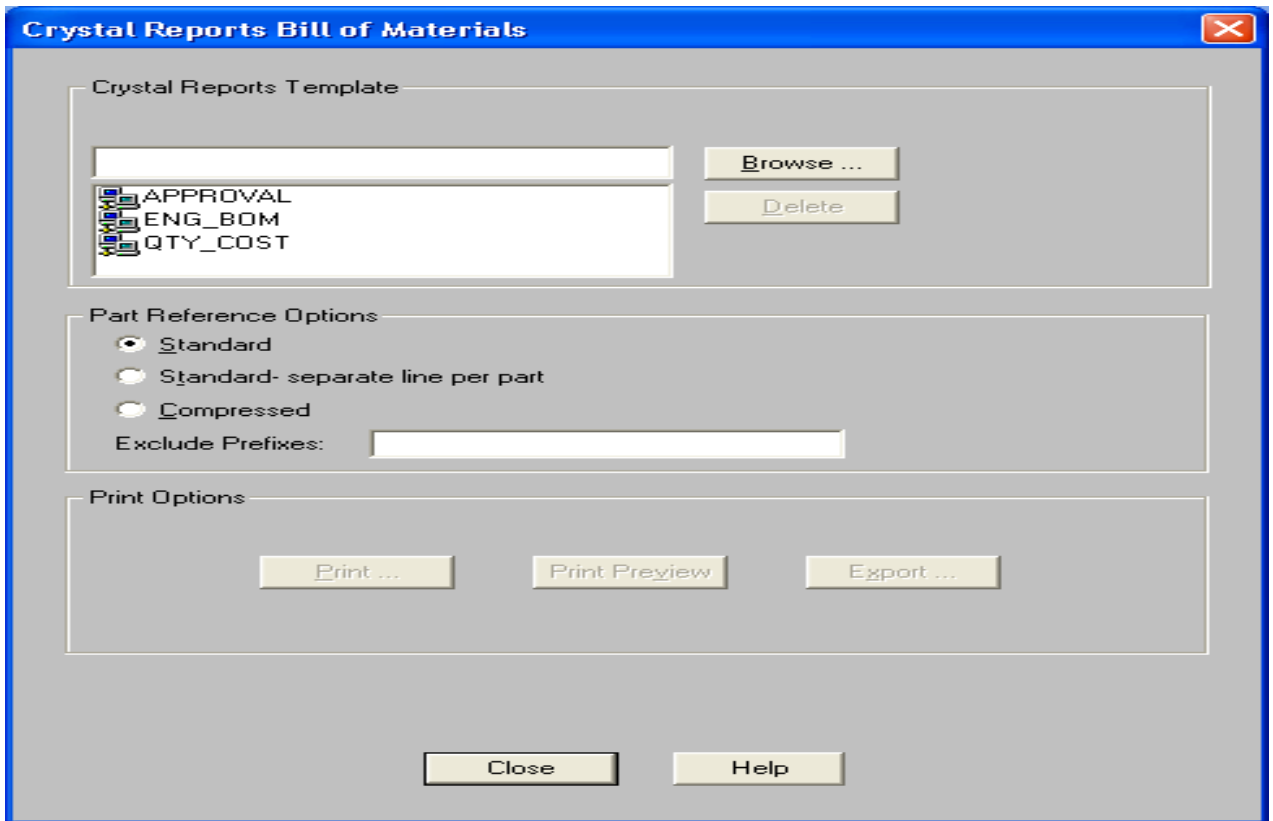 Crystal Reports Bill of Materials
Crystal Reports Template
Browse ...
APPROVAL
Delete
ENG_BOM
QTY_COST
Part Reference Options
Standard
Standard- separate line per part
Compressed
Exclude Prefixes:
Print Options
Print ... Print Preview Export ...
Close Help